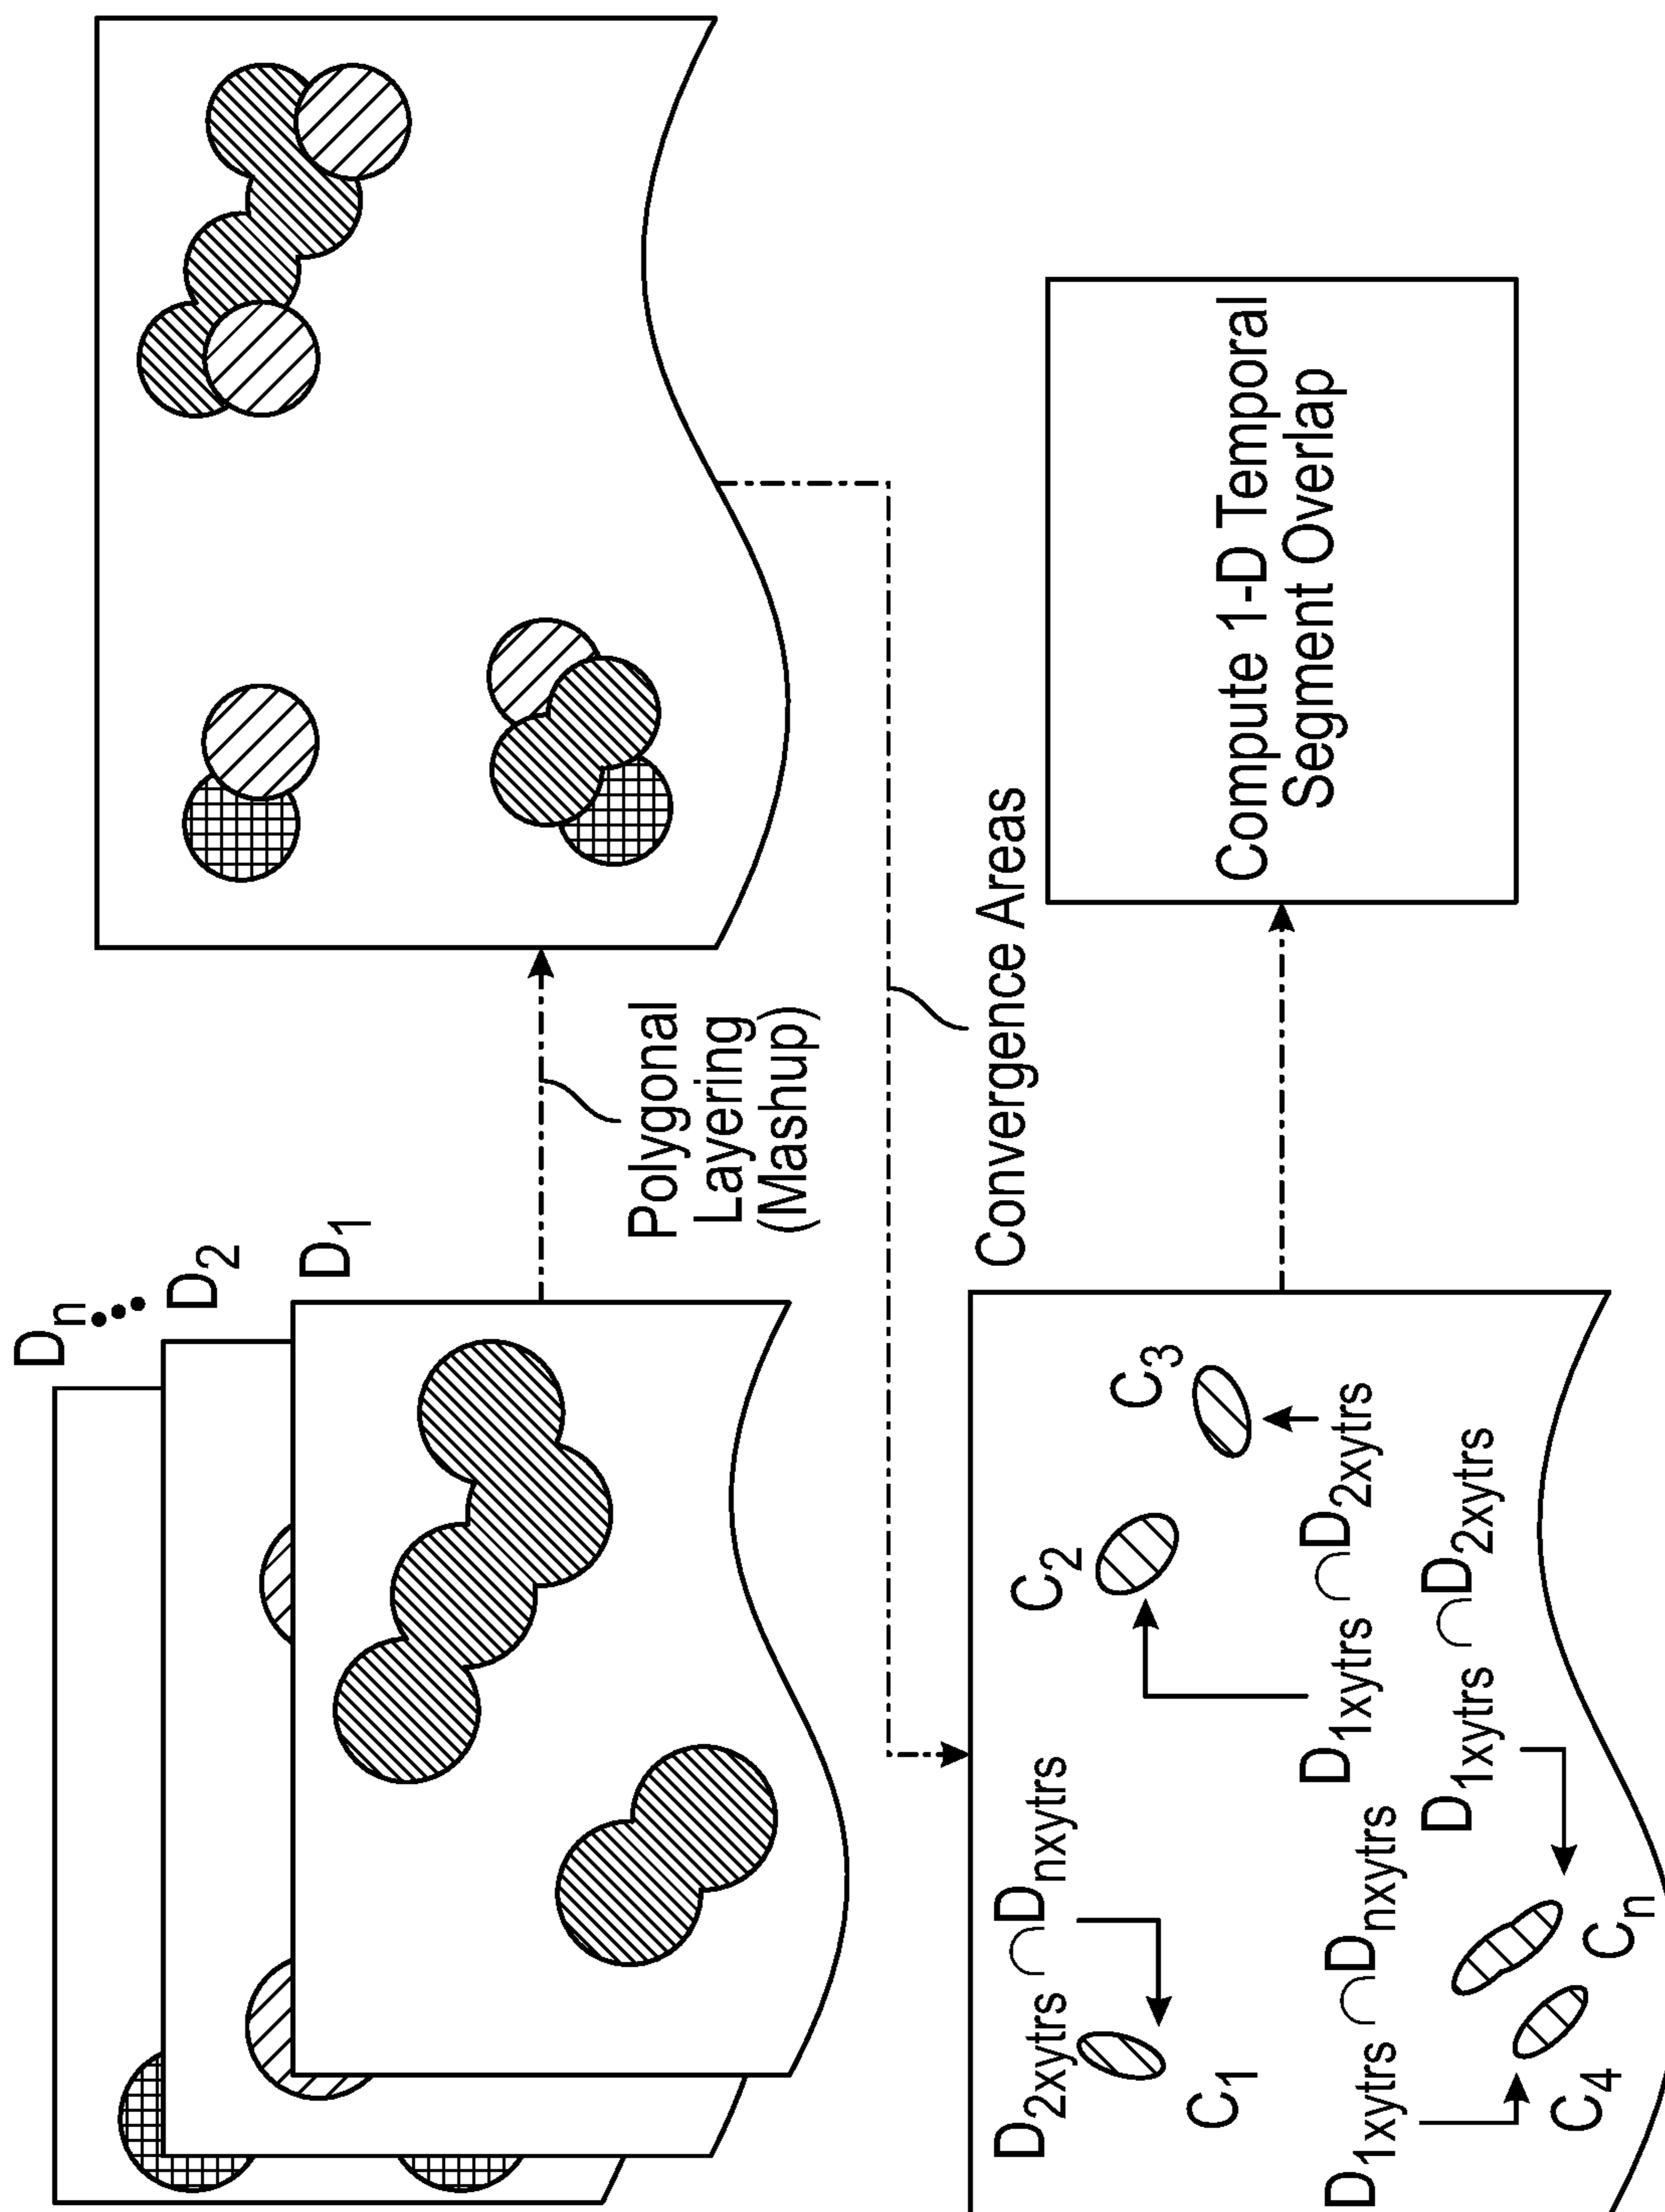 Dn
D2
D1
Polygonal
Layering
(Mashup)
Convergence Areas
D2xytrs ∩ Dnxytrs
C1
C2
C3
D1xytrs ∩ D2xytrs
D1xytrs ∩ Dnxytrs
D1xytrs ∩ D2xytrs
C4
Cn
Compute 1-D Temporal
Segment Overlap